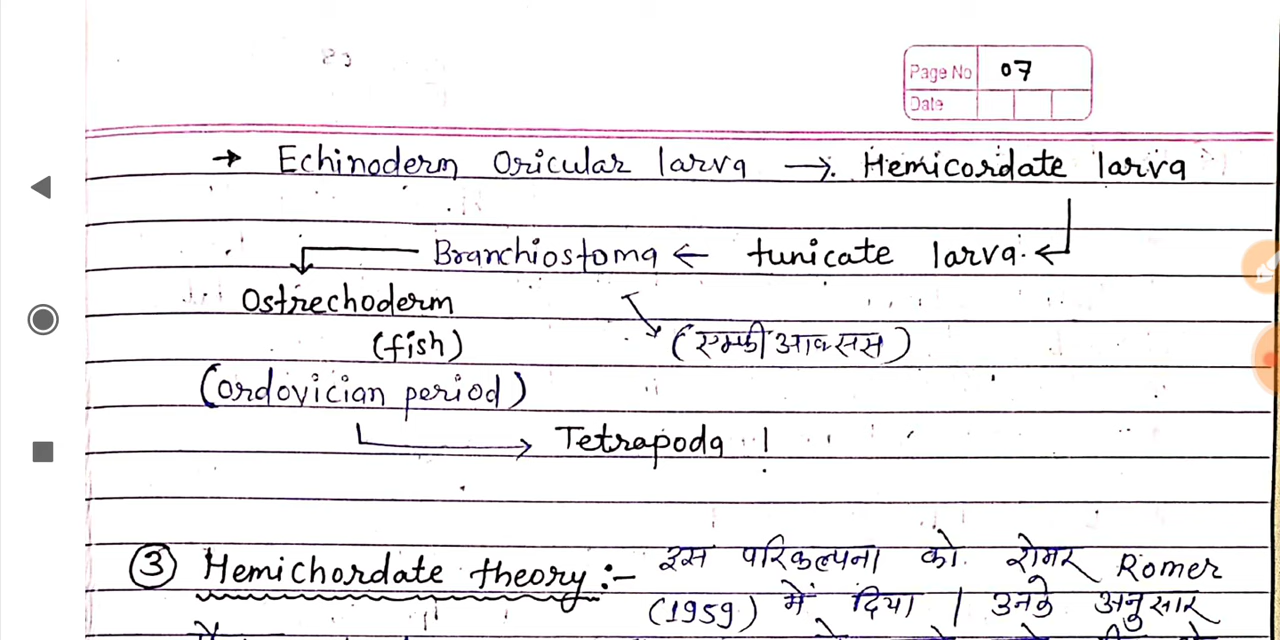 Page No 07
Date
→ Echinoderm Oricular larva → Hemicordate larva
Branchiostoma ← tunicate larva. ←
Ostrechoderm
(fish) (एम्फीआक्सस)
(Ordovician period)
→ Tetrapoda |
③ Hemichordate theory :- इस परिकल्पना को रोमर Romer
(1959) में दिया | उनके अनुसार